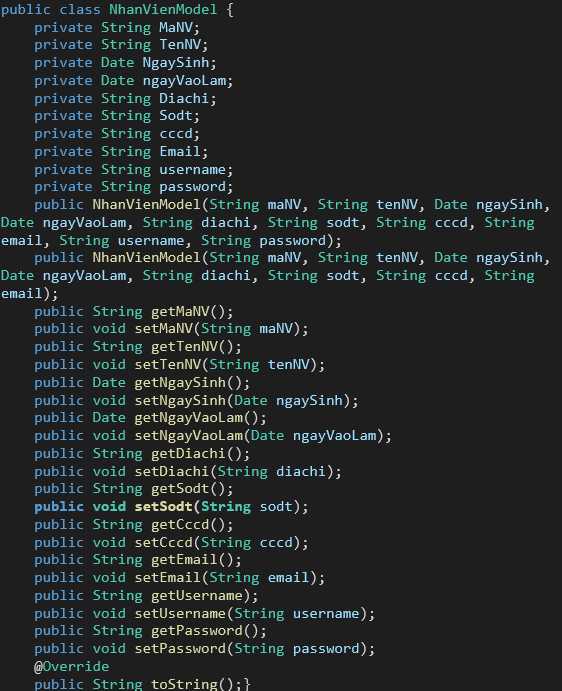 public class NhanVienModel {
private String MaNV;
private String TenNV;
private Date NgaySinh;
private Date ngayVaoLam;
private String Diachi;
private String Sodt;
private String cccd;
private String Email;
private String username;
private String password;
public NhanVienModel(String maNV, String tenNV, Date ngaySinh,
Date ngayVaoLam, String diachi, String sodt, String cccd, String
email, String username, String password);
public NhanVienModel(String maNV, String tenNV, Date ngaySinh,
Date ngayVaoLam, String diachi, String sodt, String cccd, String
email);
public String getMaNV();
public void setMaNV(String maNV);
public String getTenNV();
public void setTenNV(String tenNV);
public Date getNgaySinh();
public void setNgaySinh(Date ngaySinh);
public Date getNgayVaoLam();
public void setNgayVaoLam(Date ngayVaoLam);
public String getDiachi();
public void setDiachi(String diachi);
public String getSodt();
public void setSodt(String sodt);
public String getCccd();
public void setCccd(String cccd);
public String getEmail();
public void setEmail(String email);
public String getUsername);
public void setUsername(String username);
public String getPassword();
public void setPassword(String password);
@Override
public String toString();}